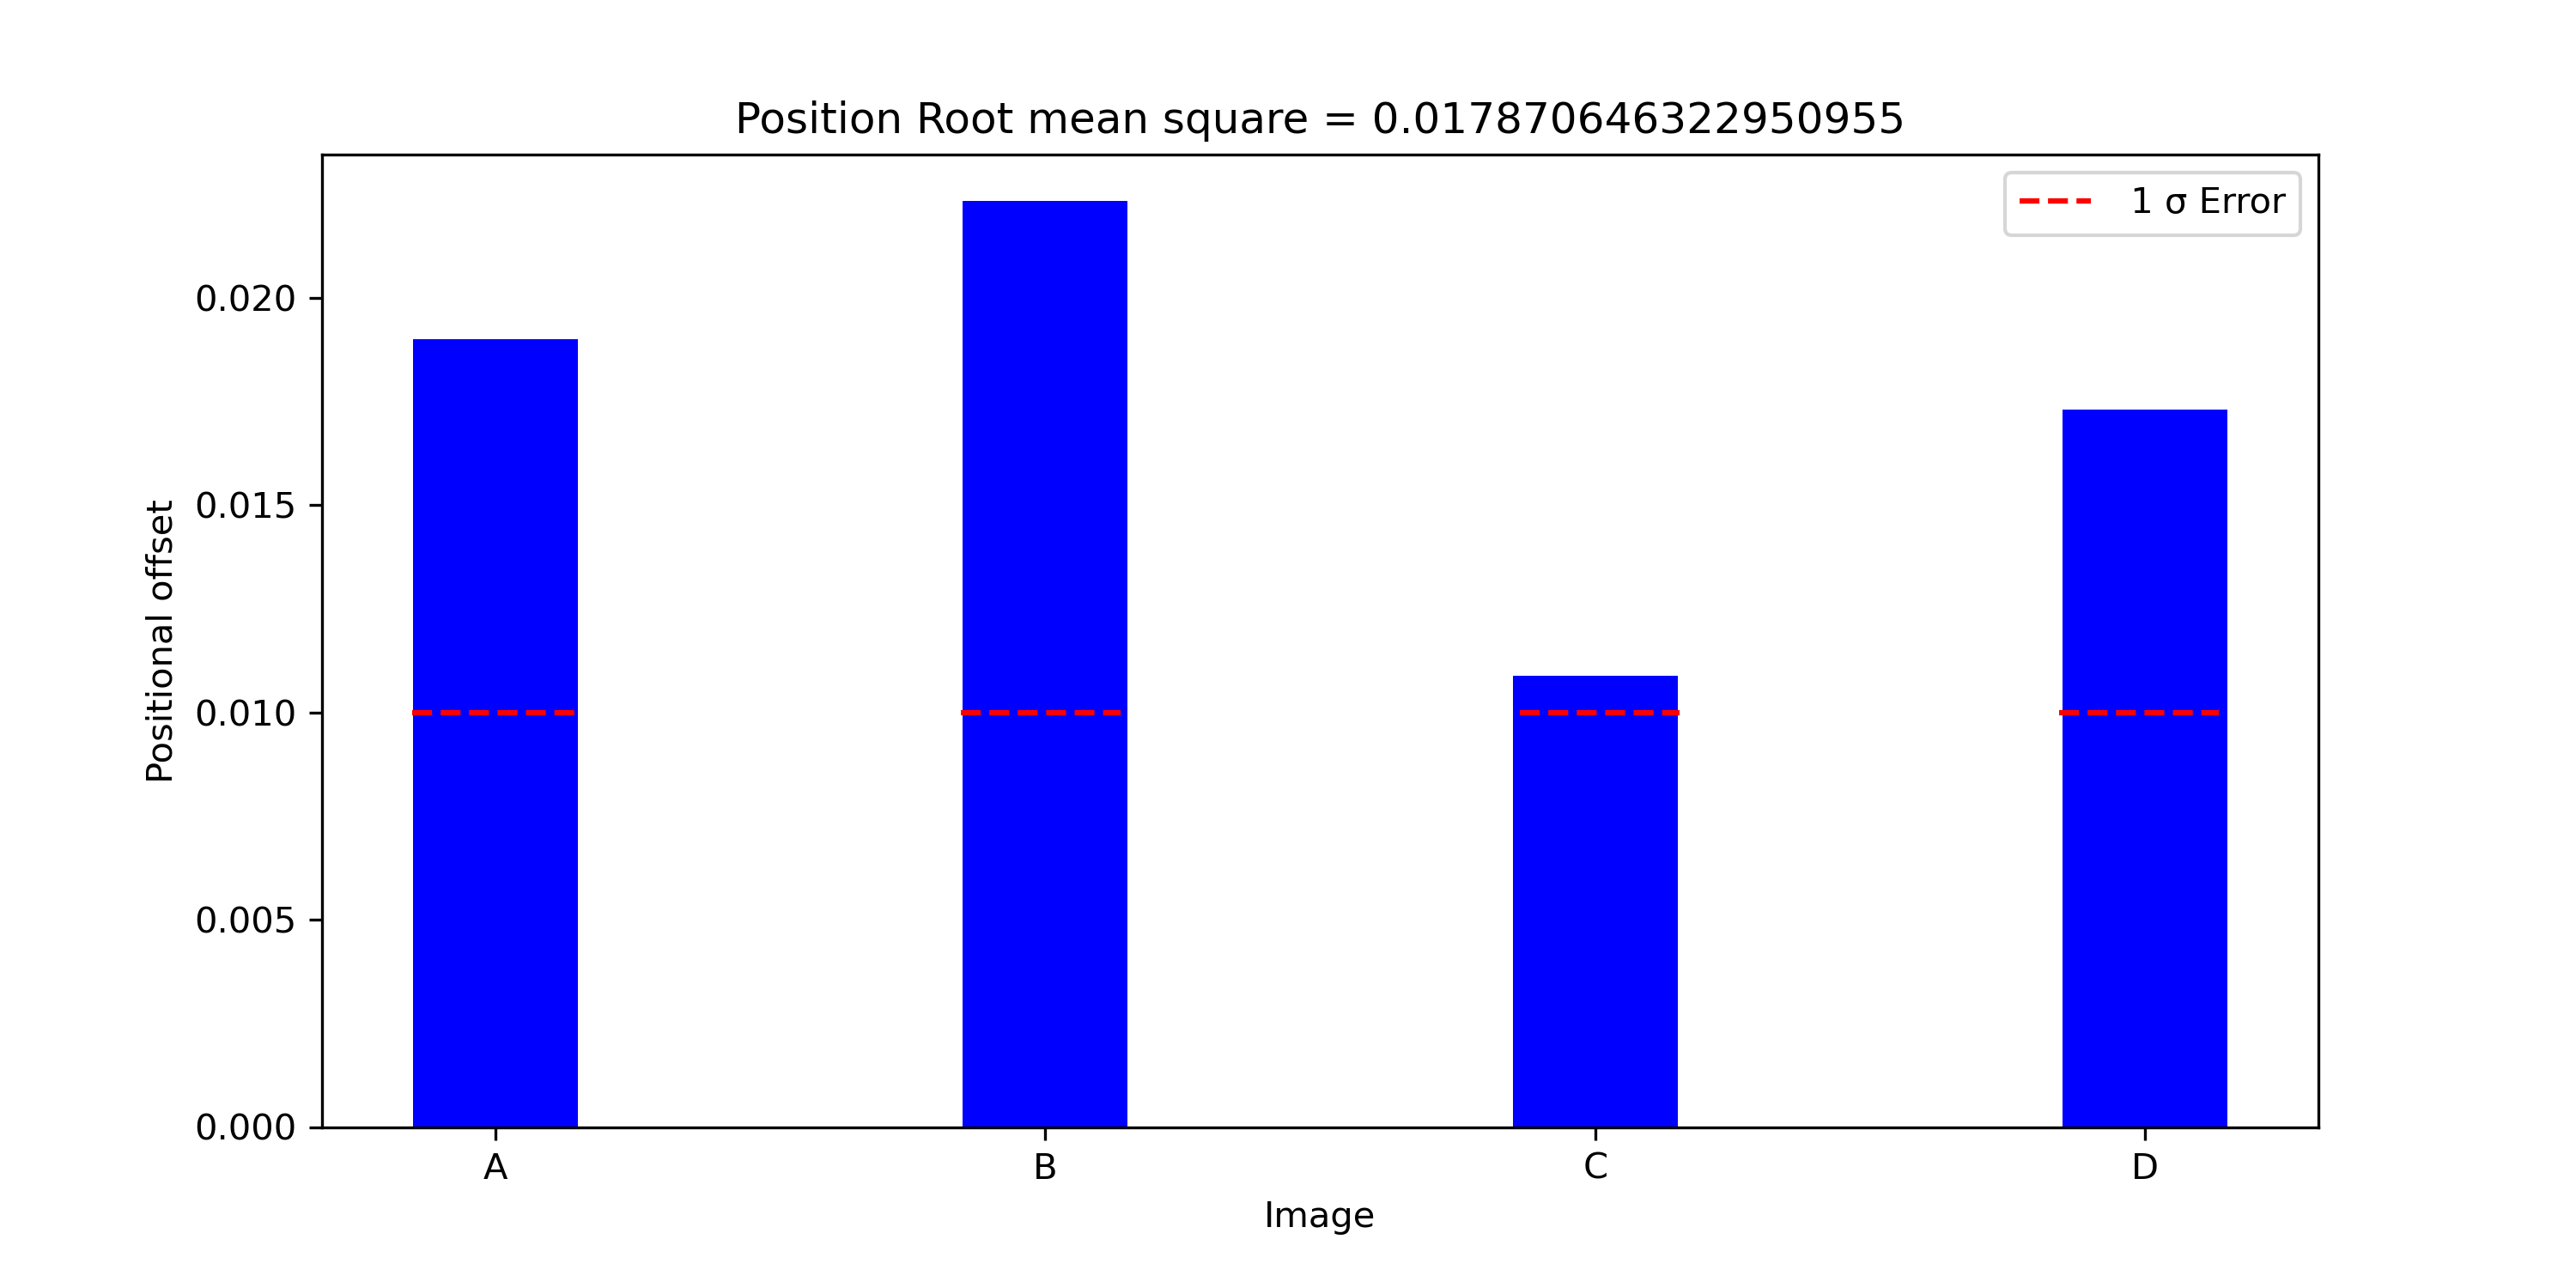 Position Root mean square = 0.017870646322950955
1 σ Error
0.020
0.015
0.010
0.005
0.000
Positional offset
A
B
C
D
Image